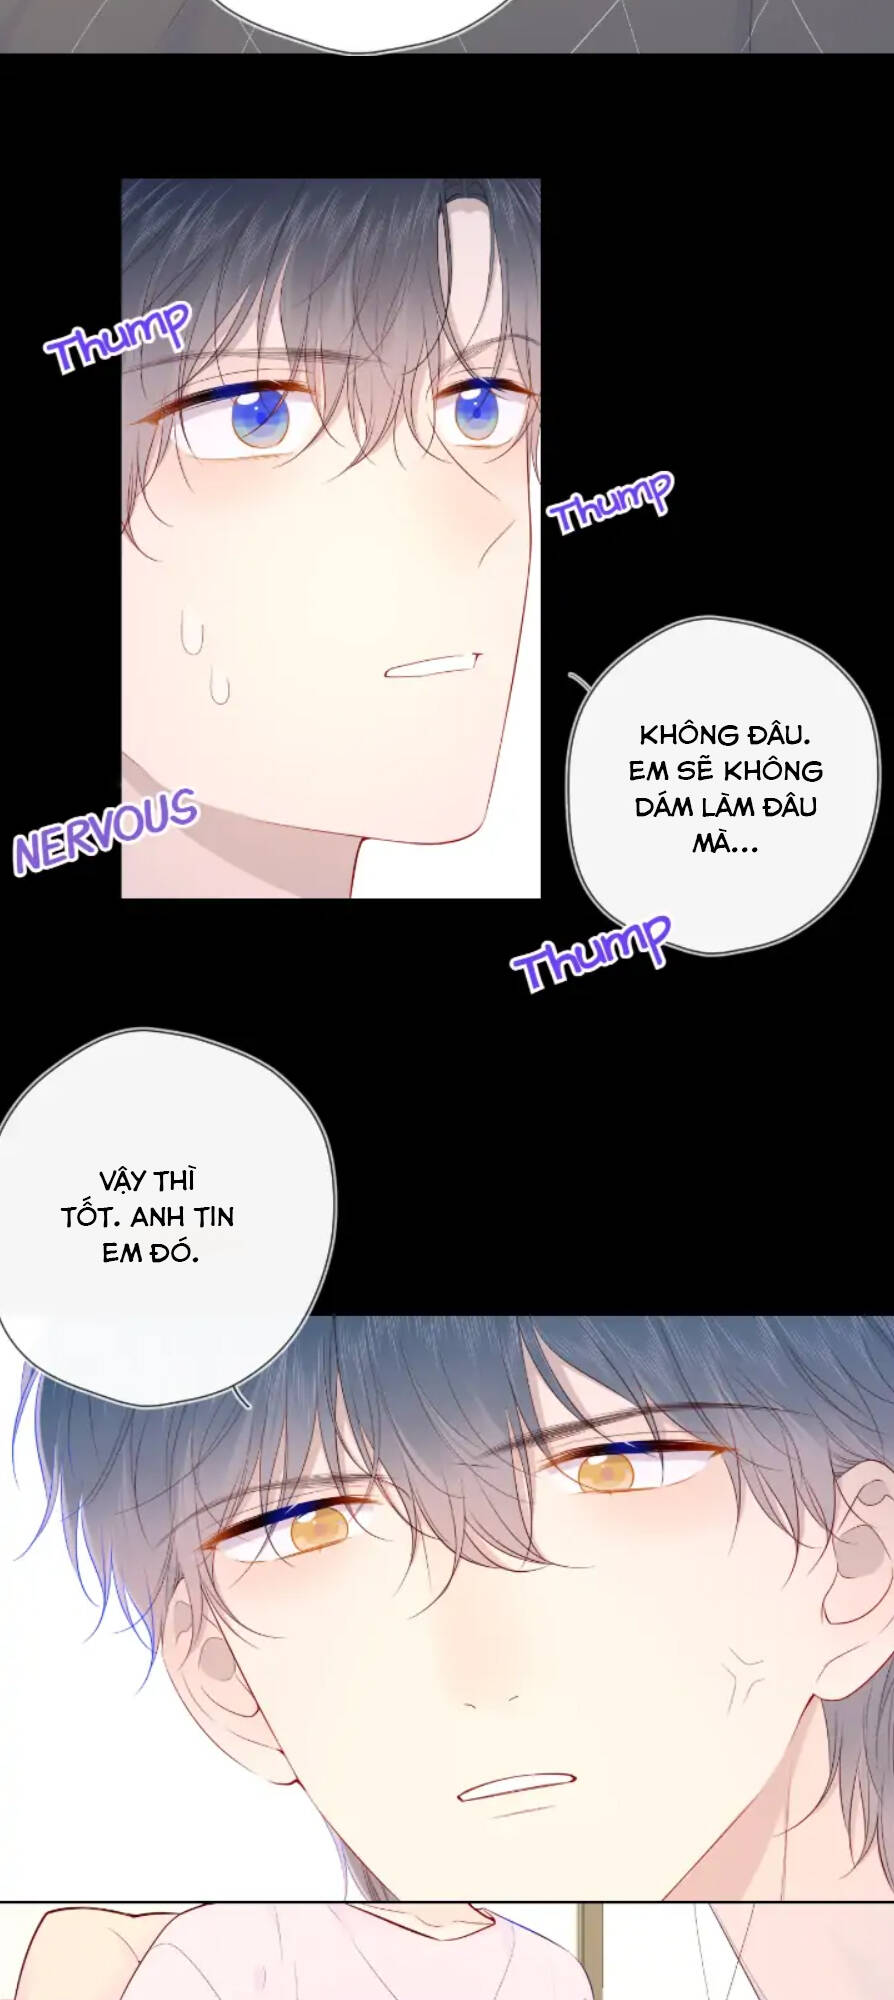 Thump
Thump
KHÔNG ĐÂU.
EM SẼ KHÔNG
DÁM LÀM ĐÂU
MÀ...
NERVOUS
Thump
VẬY THÌ
TỐT. ANH TIN
EM ĐÓ.